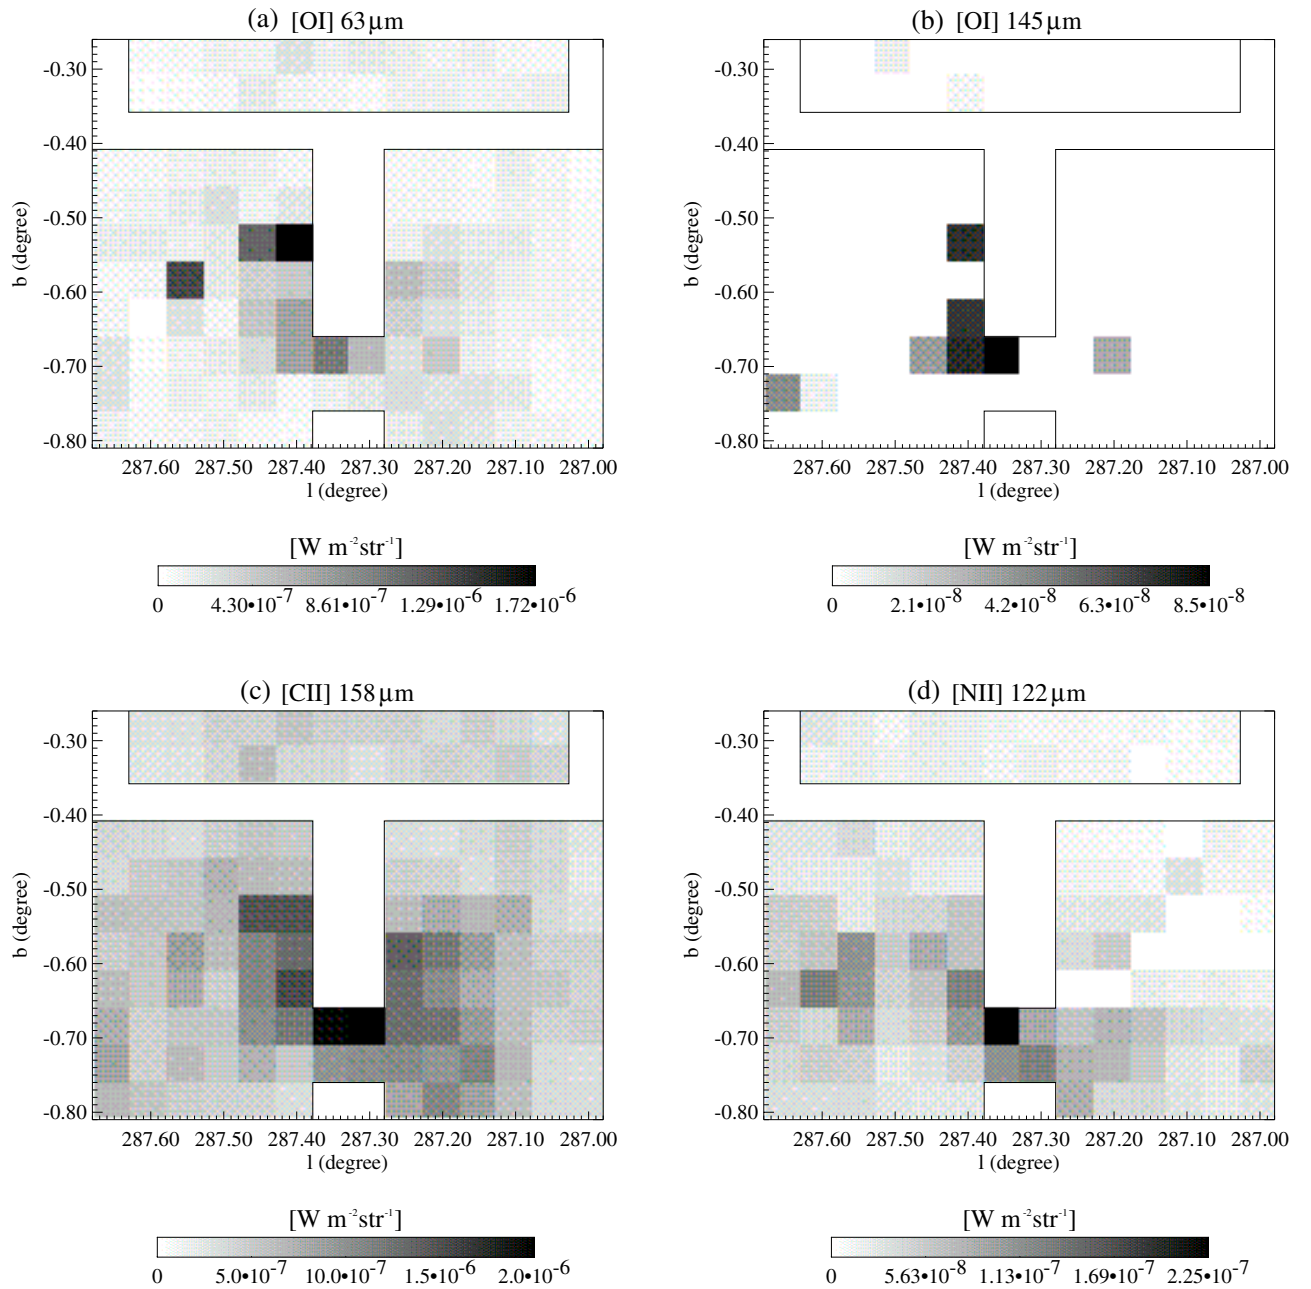 (a) [OI] 63μm
-0.30
-0.40
-0.50
-0.60
-0.70
-0.80
b (degree)
287.60 287.50 287.40 287.30 287.20 287.10 287.00
l (degree)
[W m⁻²str⁻¹]
0 4.30•10⁻⁷ 8.61•10⁻⁷ 1.29•10⁻⁶ 1.72•10⁻⁶
(b) [OI] 145μm
-0.30
-0.40
-0.50
-0.60
-0.70
-0.80
b (degree)
287.60 287.50 287.40 287.30 287.20 287.10 287.00
l (degree)
[W m⁻²str⁻¹]
0 2.1•10⁻⁸ 4.2•10⁻⁸ 6.3•10⁻⁸ 8.5•10⁻⁸
(c) [CII] 158μm
-0.30
-0.40
-0.50
-0.60
-0.70
-0.80
b (degree)
287.60 287.50 287.40 287.30 287.20 287.10 287.00
l (degree)
[W m⁻²str⁻¹]
0 5.0•10⁻⁷ 10.0•10⁻⁷ 1.5•10⁻⁶ 2.0•10⁻⁶
(d) [NII] 122μm
-0.30
-0.40
-0.50
-0.60
-0.70
-0.80
b (degree)
287.60 287.50 287.40 287.30 287.20 287.10 287.00
l (degree)
[W m⁻²str⁻¹]
0 5.63•10⁻⁸ 1.13•10⁻⁷ 1.69•10⁻⁷ 2.25•10⁻⁷